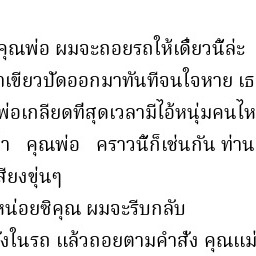 คุณพ่อ ผมจะถอยรถให้เดี๋ยวนี้ล่ะ
กเขียวปัดออกมาทันทีจนใจหาย เธ
พ่อเกลียดที่สุดเวลามีไอ้หนุ่มคนไห
า คุณพ่อ คราวนี้ก็เช่นกัน ท่าน
สียงขุ่นๆ
หน่อยซิคุณ ผมจะรีบกลับ
ังในรถ แล้วถอยตามคำสั่ง คุณแม่